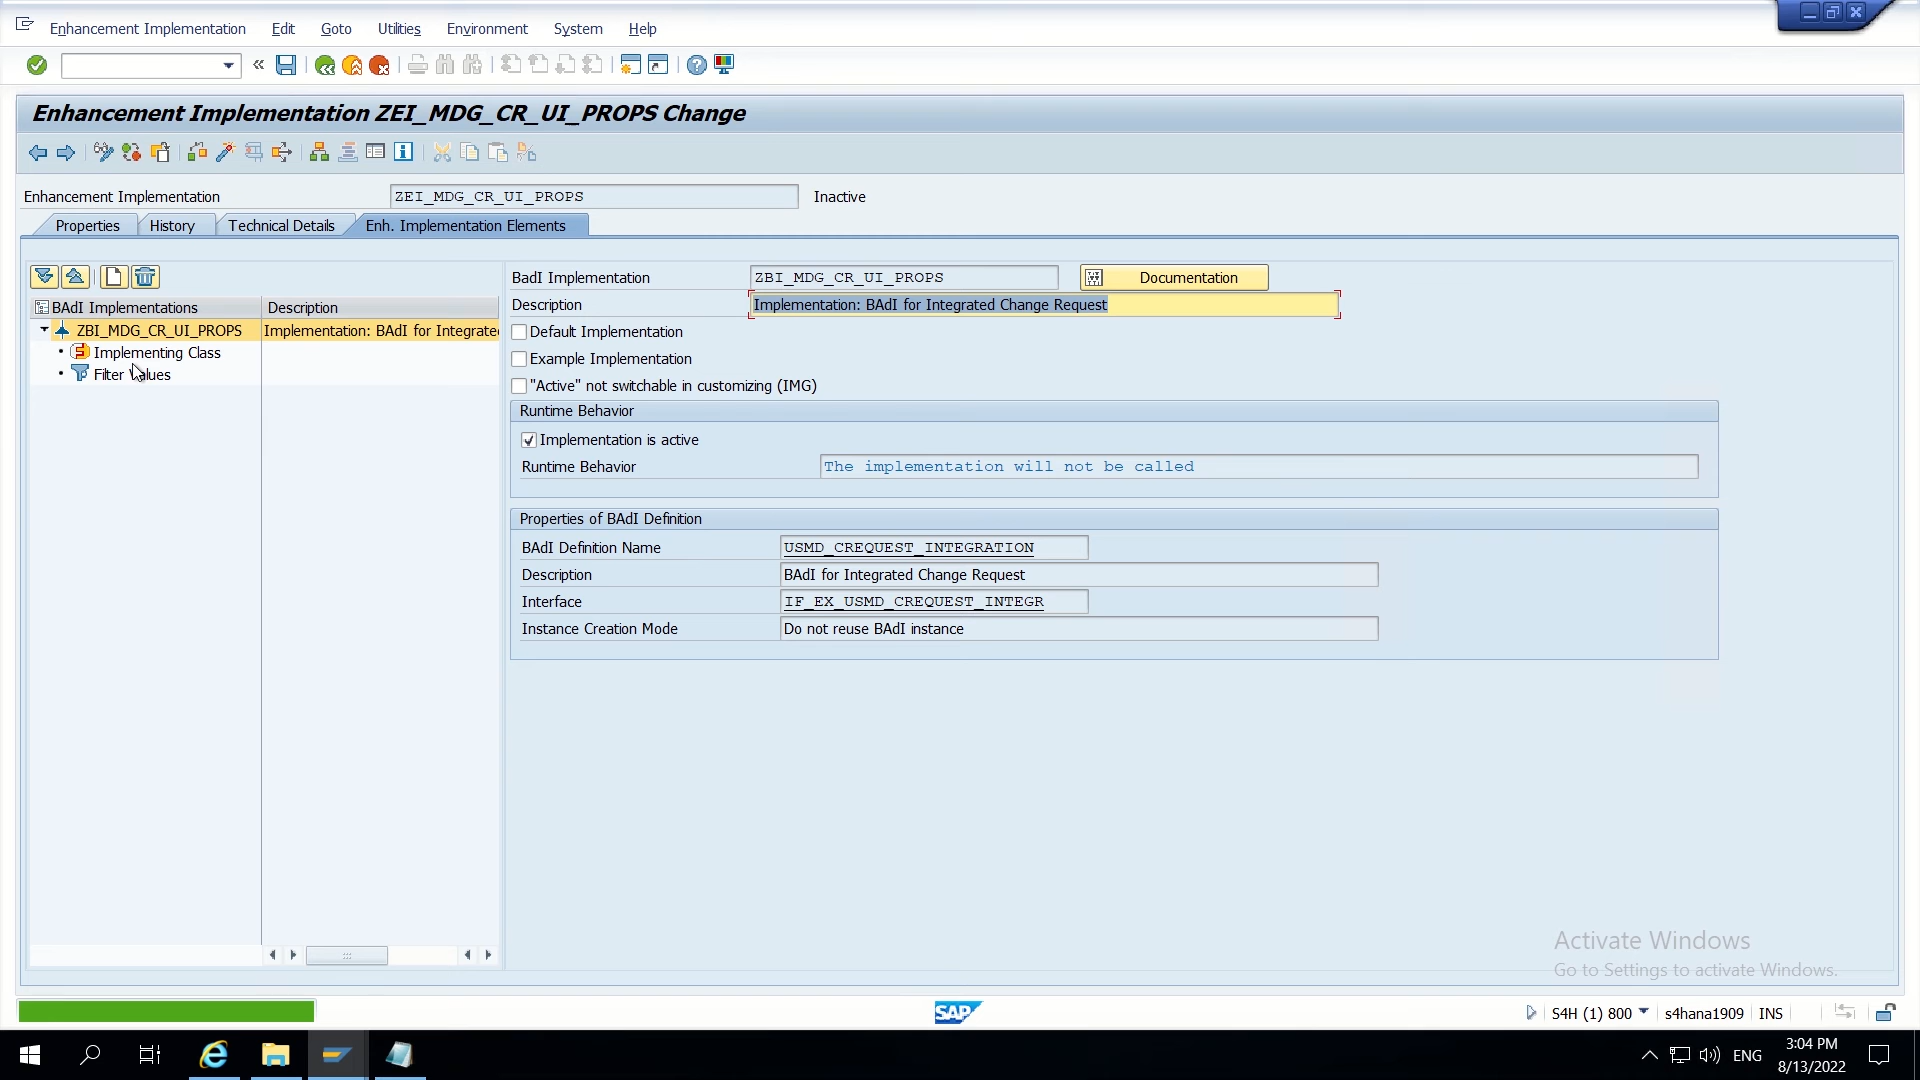 Enhancement Implementation Edit Goto Utilities Environment System Help
Enhancement Implementation ZEI_MDG_CR_UI_PROPS Change
Enhancement Implementation ZEI_MDG_CR_UI_PROPS Inactive
Properties History Technical Details Enh. Implementation Elements
BadI Implementation ZBI_MDG_CR_UI_PROPS Documentation
Description Implementation: BAdI for Integrated Change Request
BAdI Implementations Description
ZBI_MDG_CR_UI_PROPS Implementation: BAdI for Integrated
Implementing Class
Filter Values
Default Implementation
Example Implementation
"Active" not switchable in customizing (IMG)
Runtime Behavior
Implementation is active
Runtime Behavior The implementation will not be called
Properties of BAdI Definition
BAdI Definition Name USMD_CREQUEST_INTEGRATION
Description BAdI for Integrated Change Request
Interface IF_EX_USMD_CREQUEST_INTEGR
Instance Creation Mode Do not reuse BAdI instance
Activate Windows
Go to Settings to activate Windows.
SAP S4H (1) 800 s4hana1909 INS
ENG 3:04 PM
8/13/2022